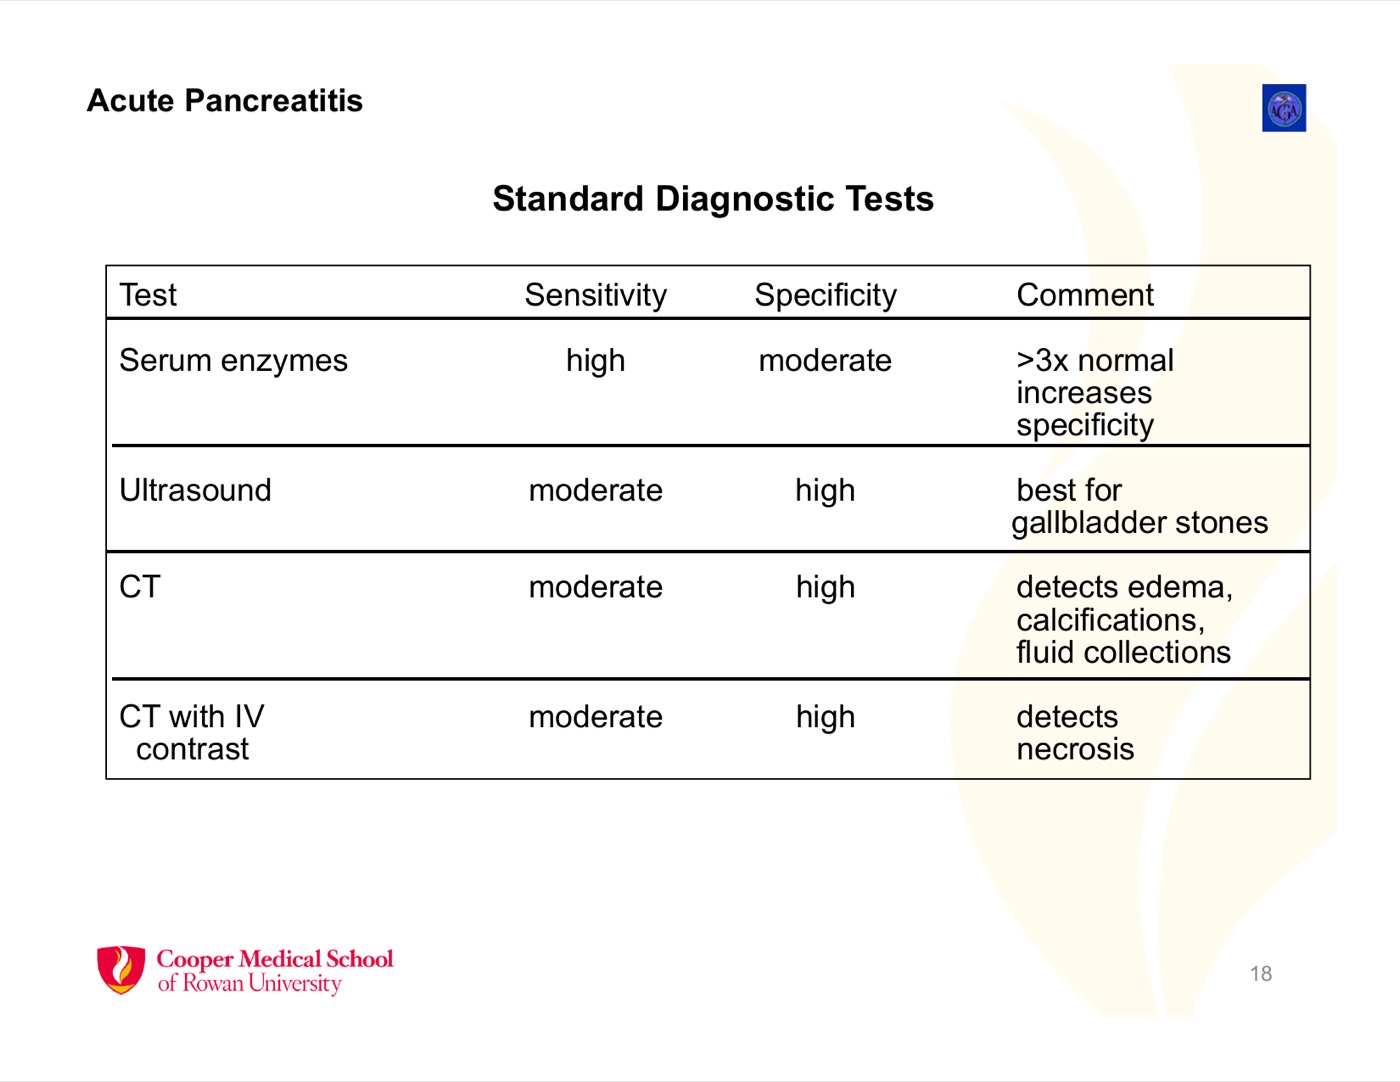 Acute Pancreatitis
AGA
Standard Diagnostic Tests
Test Sensitivity Specificity Comment
Serum enzymes high moderate >3x normal
increases
specificity
Ultrasound moderate high best for
gallbladder stones
CT moderate high detects edema,
calcifications,
fluid collections
CT with IV moderate high detects
contrast necrosis
Cooper Medical School
of Rowan University
18